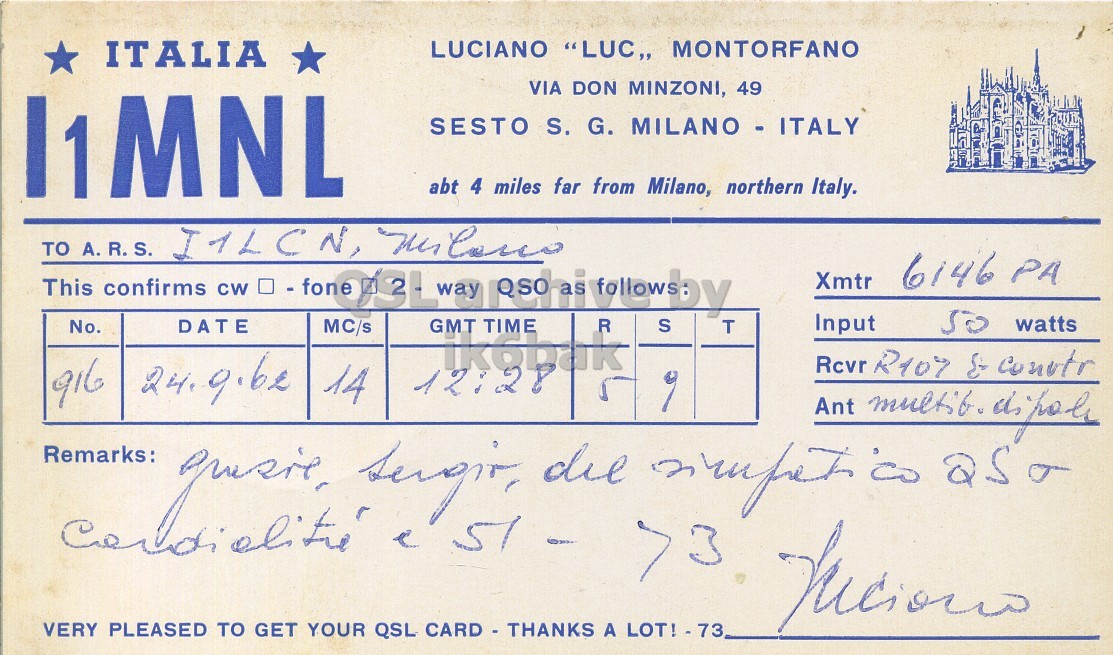 ★ ITALIA ★
I1MNL
LUCIANO "LUC„ MONTORFANO
VIA DON MINZONI, 49
SESTO S. G. MILANO - ITALY
abt 4 miles far from Milano, northern Italy.
TO A. R. S. I1LCN, Milano
This confirms cw □ - fone ☑ 2 - way QSO as follows:
QSL archive by
ik6bak
No. DATE MC/s GMT TIME R S T
916 24.9.62 14 12:28 5 9
Xmtr 6146 PA
Input 50 watts
Rcvr R107 & convtr
Ant multib. dipole
Remarks: grazie, Sergio, del simpatico QSO
Cordialità e 51 - 73
Luciano
VERY PLEASED TO GET YOUR QSL CARD - THANKS A LOT! - 73